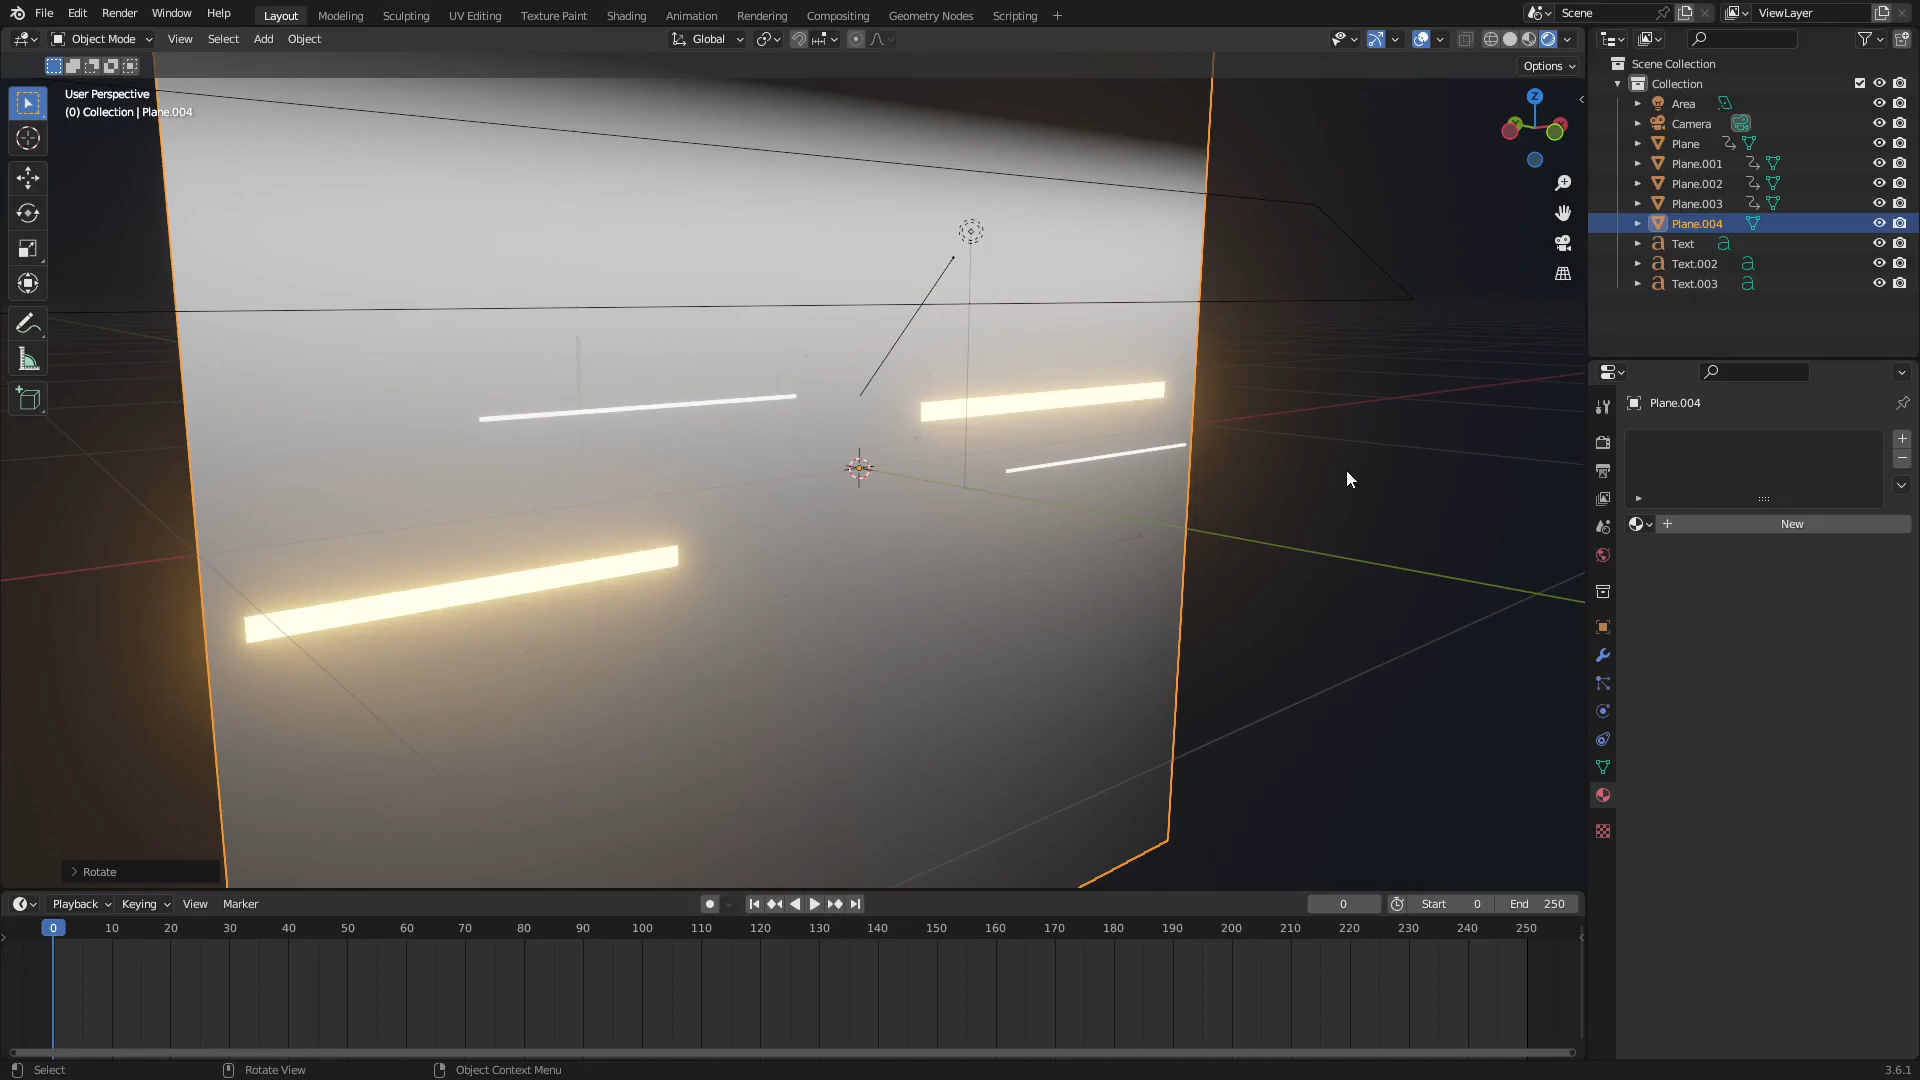 File Edit Render Window Help Layout Modeling Sculpting UV Editing Texture Paint Shading Animation Rendering Compositing Geometry Nodes Scripting + Scene ViewLayer
Object Mode View Select Add Object Global
Options
User Perspective
(0) Collection | Plane.004
Scene Collection
Collection
Area
Camera
Plane
Plane.001
Plane.002
Plane.003
Plane.004
Text
Text.002
Text.003
Z
Plane.004
New
Rotate
Playback Keying View Marker 0 Start 0 End 250
0 10 20 30 40 50 60 70 80 90 100 110 120 130 140 150 160 170 180 190 200 210 220 230 240 250
Select Rotate View Object Context Menu 3.6.1